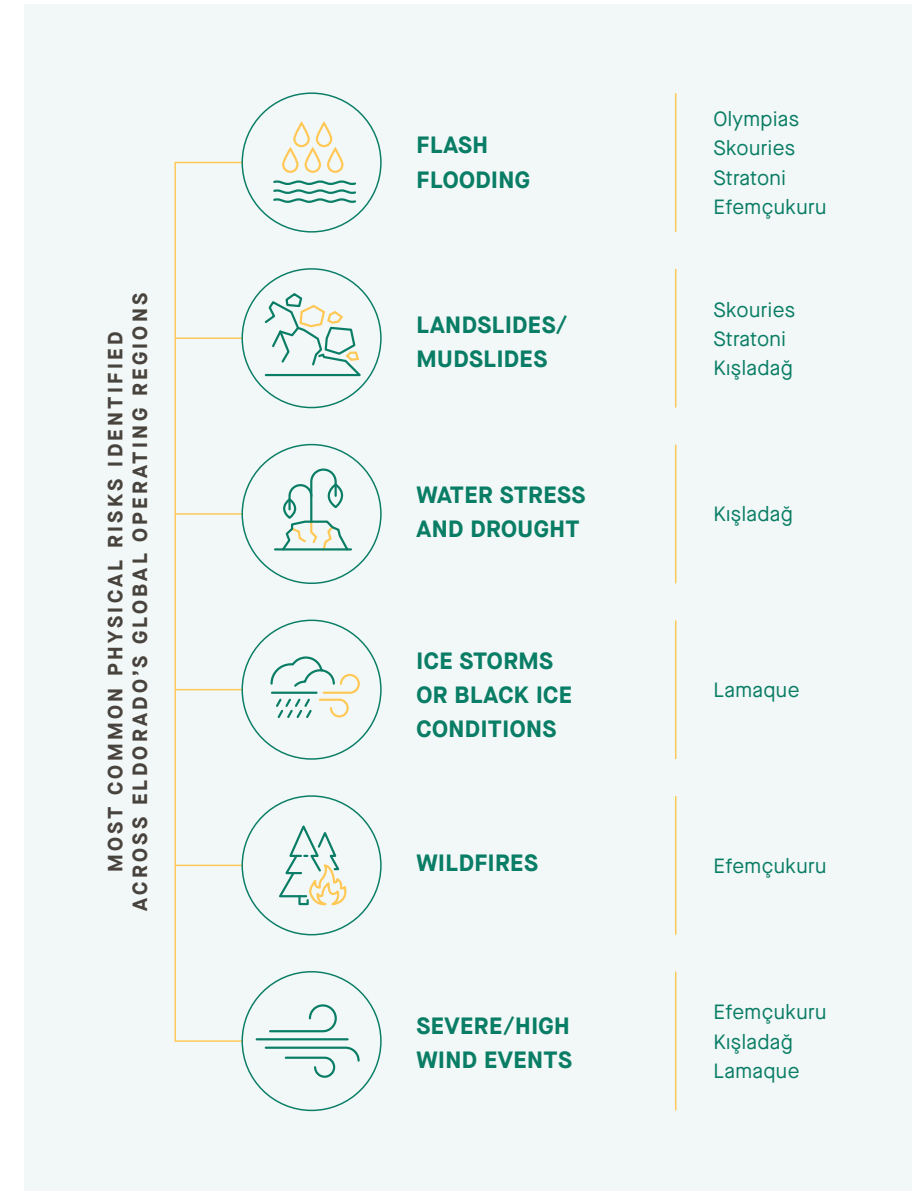 MOST COMMON PHYSICAL RISKS IDENTIFIED
ACROSS ELDORADO'S GLOBAL OPERATING REGIONS
FLASH
FLOODING
Olympias
Skouries
Stratoni
Efemçukuru
LANDSLIDES/
MUDSLIDES
Skouries
Stratoni
Kışladağ
WATER STRESS
AND DROUGHT
Kışladağ
ICE STORMS
OR BLACK ICE
CONDITIONS
Lamaque
WILDFIRES
Efemçukuru
SEVERE/HIGH
WIND EVENTS
Efemçukuru
Kışladağ
Lamaque